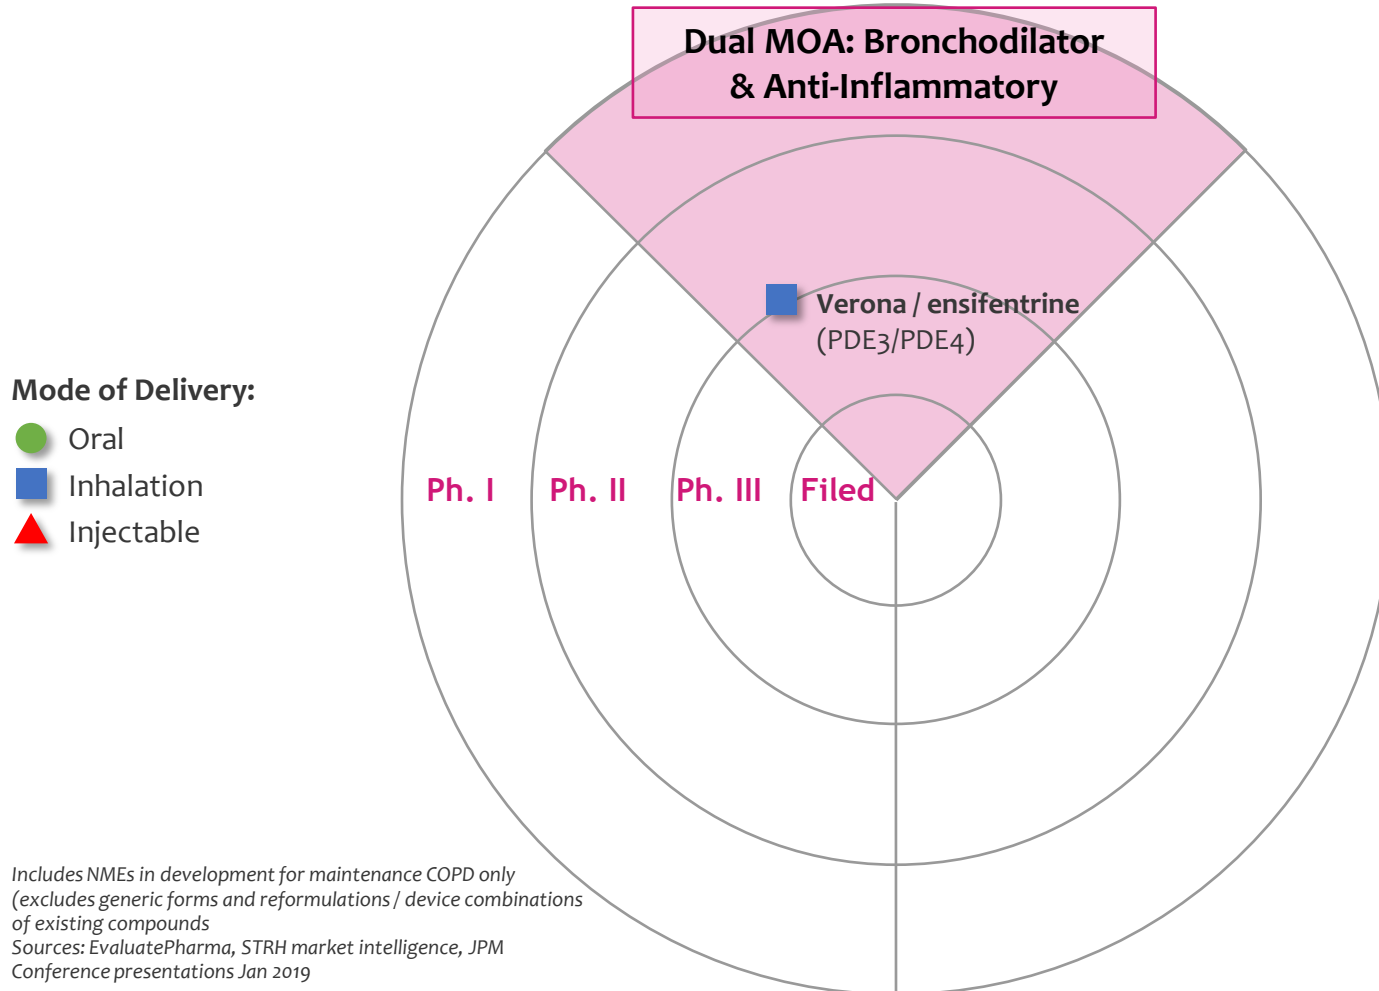 Dual MOA: Bronchodilator
& Anti-Inflammatory
Verona / ensifentrine
(PDE3/PDE4)
Mode of Delivery:
Oral
Inhalation
Injectable
Ph. I
Ph. II
Ph. III
Filed
Includes NMEs in development for maintenance COPD only
(excludes generic forms and reformulations / device combinations
of existing compounds
Sources: EvaluatePharma, STRH market intelligence, JPM
Conference presentations Jan 2019